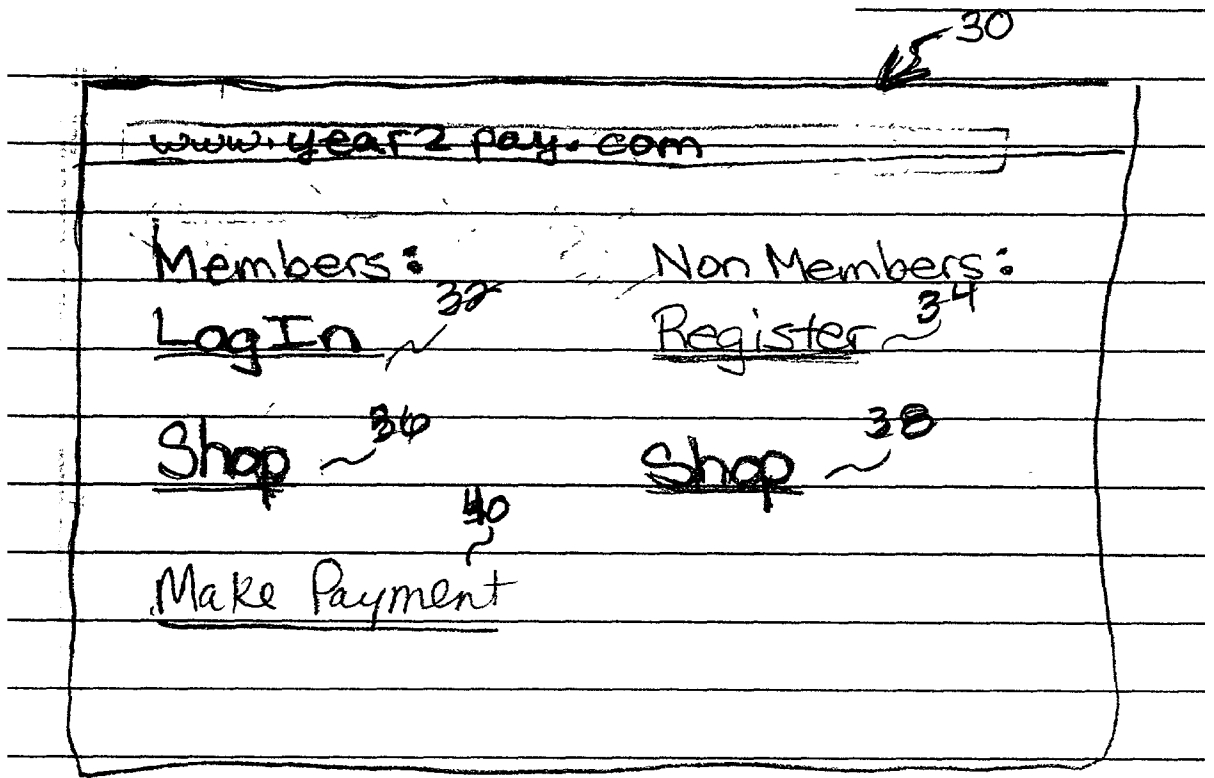 30
www.year2pay.com
Members: Non Members:
32 34
LogIn Register
36 38
Shop Shop
40
Make Payment